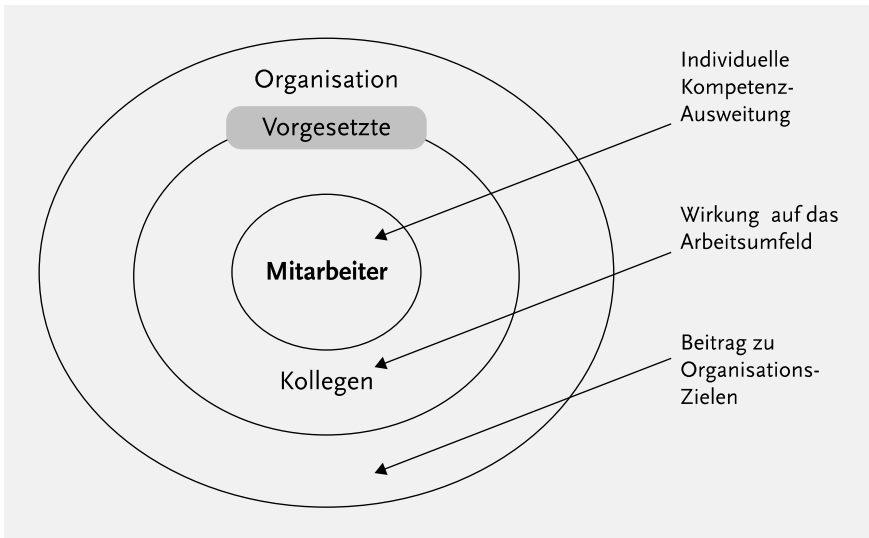 Organisation
Vorgesetzte
Mitarbeiter
Kollegen
Individuelle
Kompetenz-
Ausweitung
Wirkung auf das
Arbeitsumfeld
Beitrag zu
Organisations-
Zielen